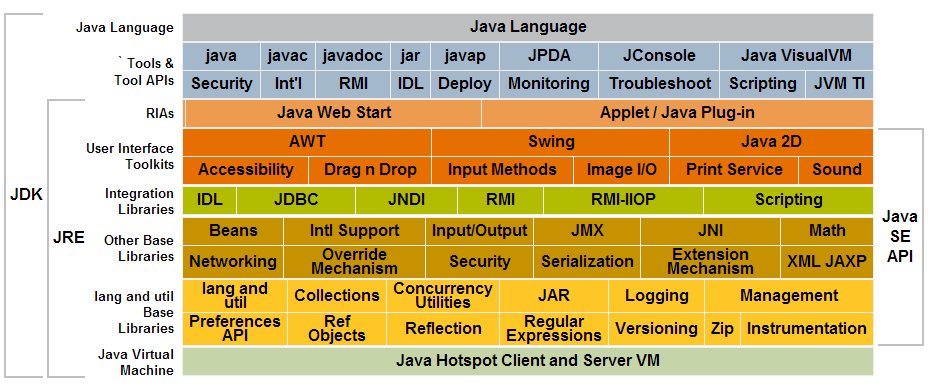 Java Language
Java Language
` Tools &
Tool APIs
java javac javadoc jar javap JPDA JConsole Java VisualVM
Security Int'l RMI IDL Deploy Monitoring Troubleshoot Scripting JVM TI
RIAs
Java Web Start Applet / Java Plug-in
User Interface
Toolkits
AWT Swing Java 2D
Accessibility Drag n Drop Input Methods Image I/O Print Service Sound
Integration
Libraries
IDL JDBC JNDI RMI RMI-IIOP Scripting
JDK
JRE
Java
SE
API
Other Base
Libraries
Beans Intl Support Input/Output JMX JNI Math
Networking Override
Mechanism Security Serialization Extension
Mechanism XML JAXP
lang and util
Base
Libraries
lang and
util Collections Concurrency
Utilities JAR Logging Management
Preferences
API Ref
Objects Reflection Regular
Expressions Versioning Zip Instrumentation
Java Virtual
Machine
Java Hotspot Client and Server VM